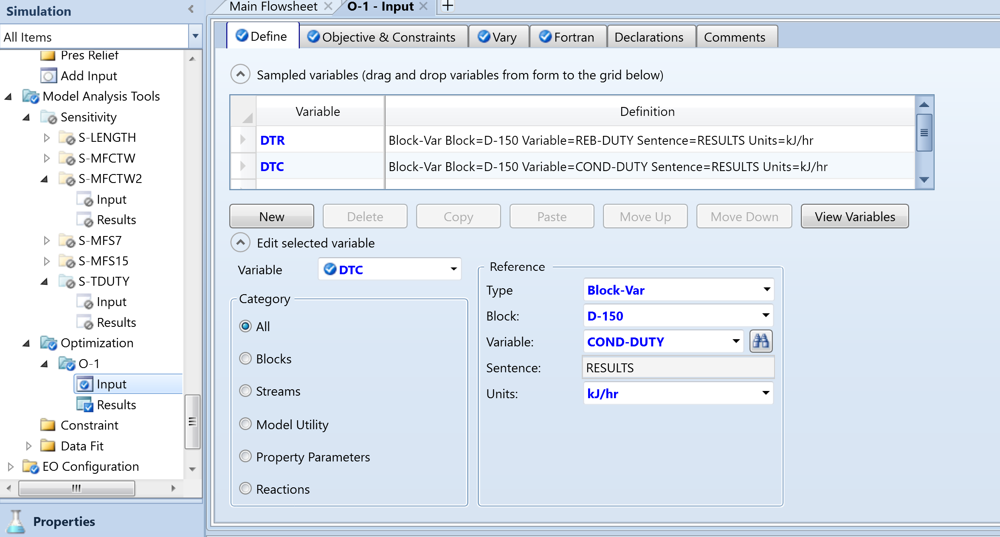 Simulation
All Items
Pres Relief
Add Input
Model Analysis Tools
Sensitivity
S-LENGTH
S-MFCTW
S-MFCTW2
Input
Results
S-MFS7
S-MFS15
S-TDUTY
Input
Results
Optimization
O-1
Input
Results
Constraint
Data Fit
EO Configuration
Properties
Main Flowsheet
O-1 - Input
Define
Objective & Constraints
Vary
Fortran
Declarations
Comments
Sampled variables (drag and drop variables from form to the grid below)
Variable Definition
DTR Block-Var Block=D-150 Variable=REB-DUTY Sentence=RESULTS Units=kJ/hr
DTC Block-Var Block=D-150 Variable=COND-DUTY Sentence=RESULTS Units=kJ/hr
New Delete Copy Paste Move Up Move Down View Variables
Edit selected variable
Variable DTC
Category
All
Blocks
Streams
Model Utility
Property Parameters
Reactions
Reference
Type Block-Var
Block: D-150
Variable: COND-DUTY
Sentence: RESULTS
Units: kJ/hr